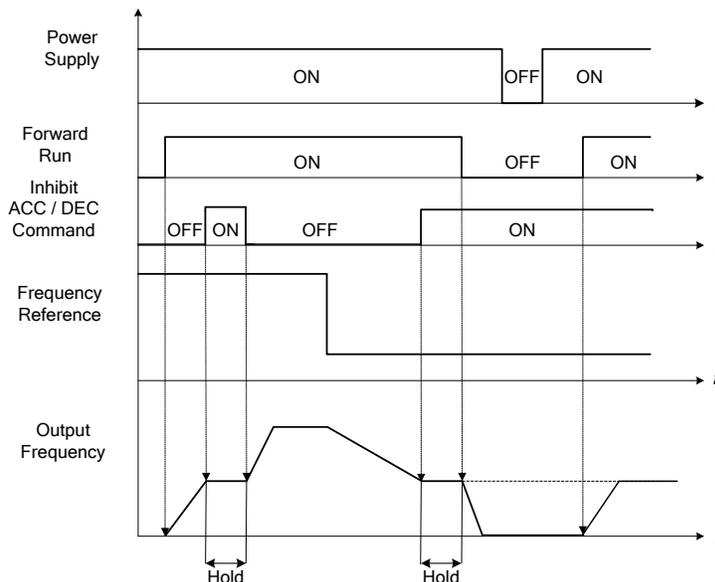 Power
Supply
ON
OFF
ON
Forward
Run
ON
OFF
ON
Inhibit
ACC / DEC
Command
OFF
ON
OFF
ON
Frequency
Reference
Output
Frequency
Hold
Hold